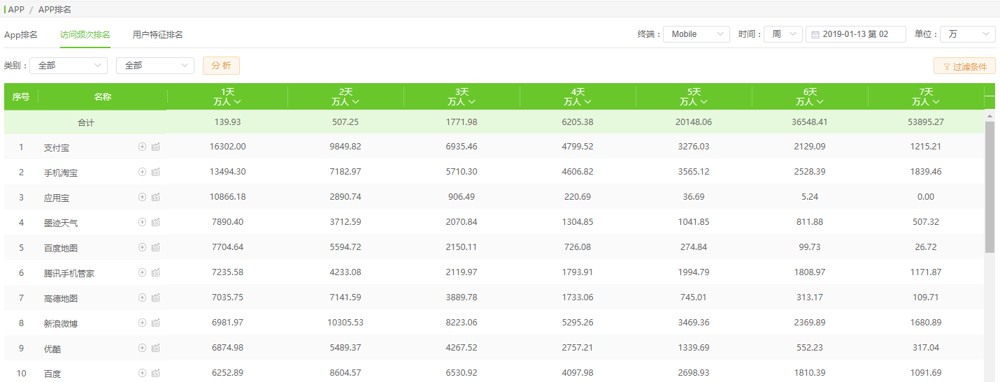 APP / APP排名
App排名 访问频次排名 用户特征排名 终端： Mobile 时间： 周 2019-01-13 第 02 单位： 万
类别： 全部 全部 分 析 过滤条件
序号 名称 1天 万人 2天 万人 3天 万人 4天 万人 5天 万人 6天 万人 7天 万人
合计 139.93 507.25 1771.98 6205.38 20148.06 36548.41 53895.27
1 支付宝 16302.00 9849.82 6935.46 4799.52 3276.03 2129.09 1215.21
2 手机淘宝 13494.30 7182.97 5710.30 4606.82 3565.12 2528.39 1839.46
3 应用宝 10866.18 2890.74 906.49 220.69 36.69 5.24 0.00
4 墨迹天气 7890.40 3712.59 2070.84 1304.85 1041.85 811.88 507.32
5 百度地图 7704.64 5594.72 2150.11 726.08 274.84 99.73 26.72
6 腾讯手机管家 7235.58 4233.08 2119.97 1793.91 1994.79 1808.97 1171.87
7 高德地图 7035.75 7141.59 3889.78 1733.06 745.01 313.17 109.71
8 新浪微博 6981.97 10305.53 8223.06 5295.26 3469.36 2369.89 1680.89
9 优酷 6874.98 5489.37 4267.52 2757.21 1339.69 552.23 317.04
10 百度 6252.89 8604.57 6530.92 4097.98 2698.93 1810.39 1091.69